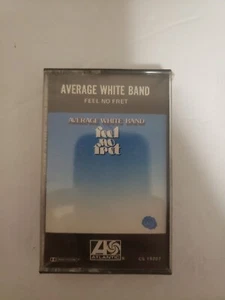 AVERAGE WHITE BAND
FEEL NO FRET
AVERAGE WHITE BAND
feel
no
fret
ATLANTIC